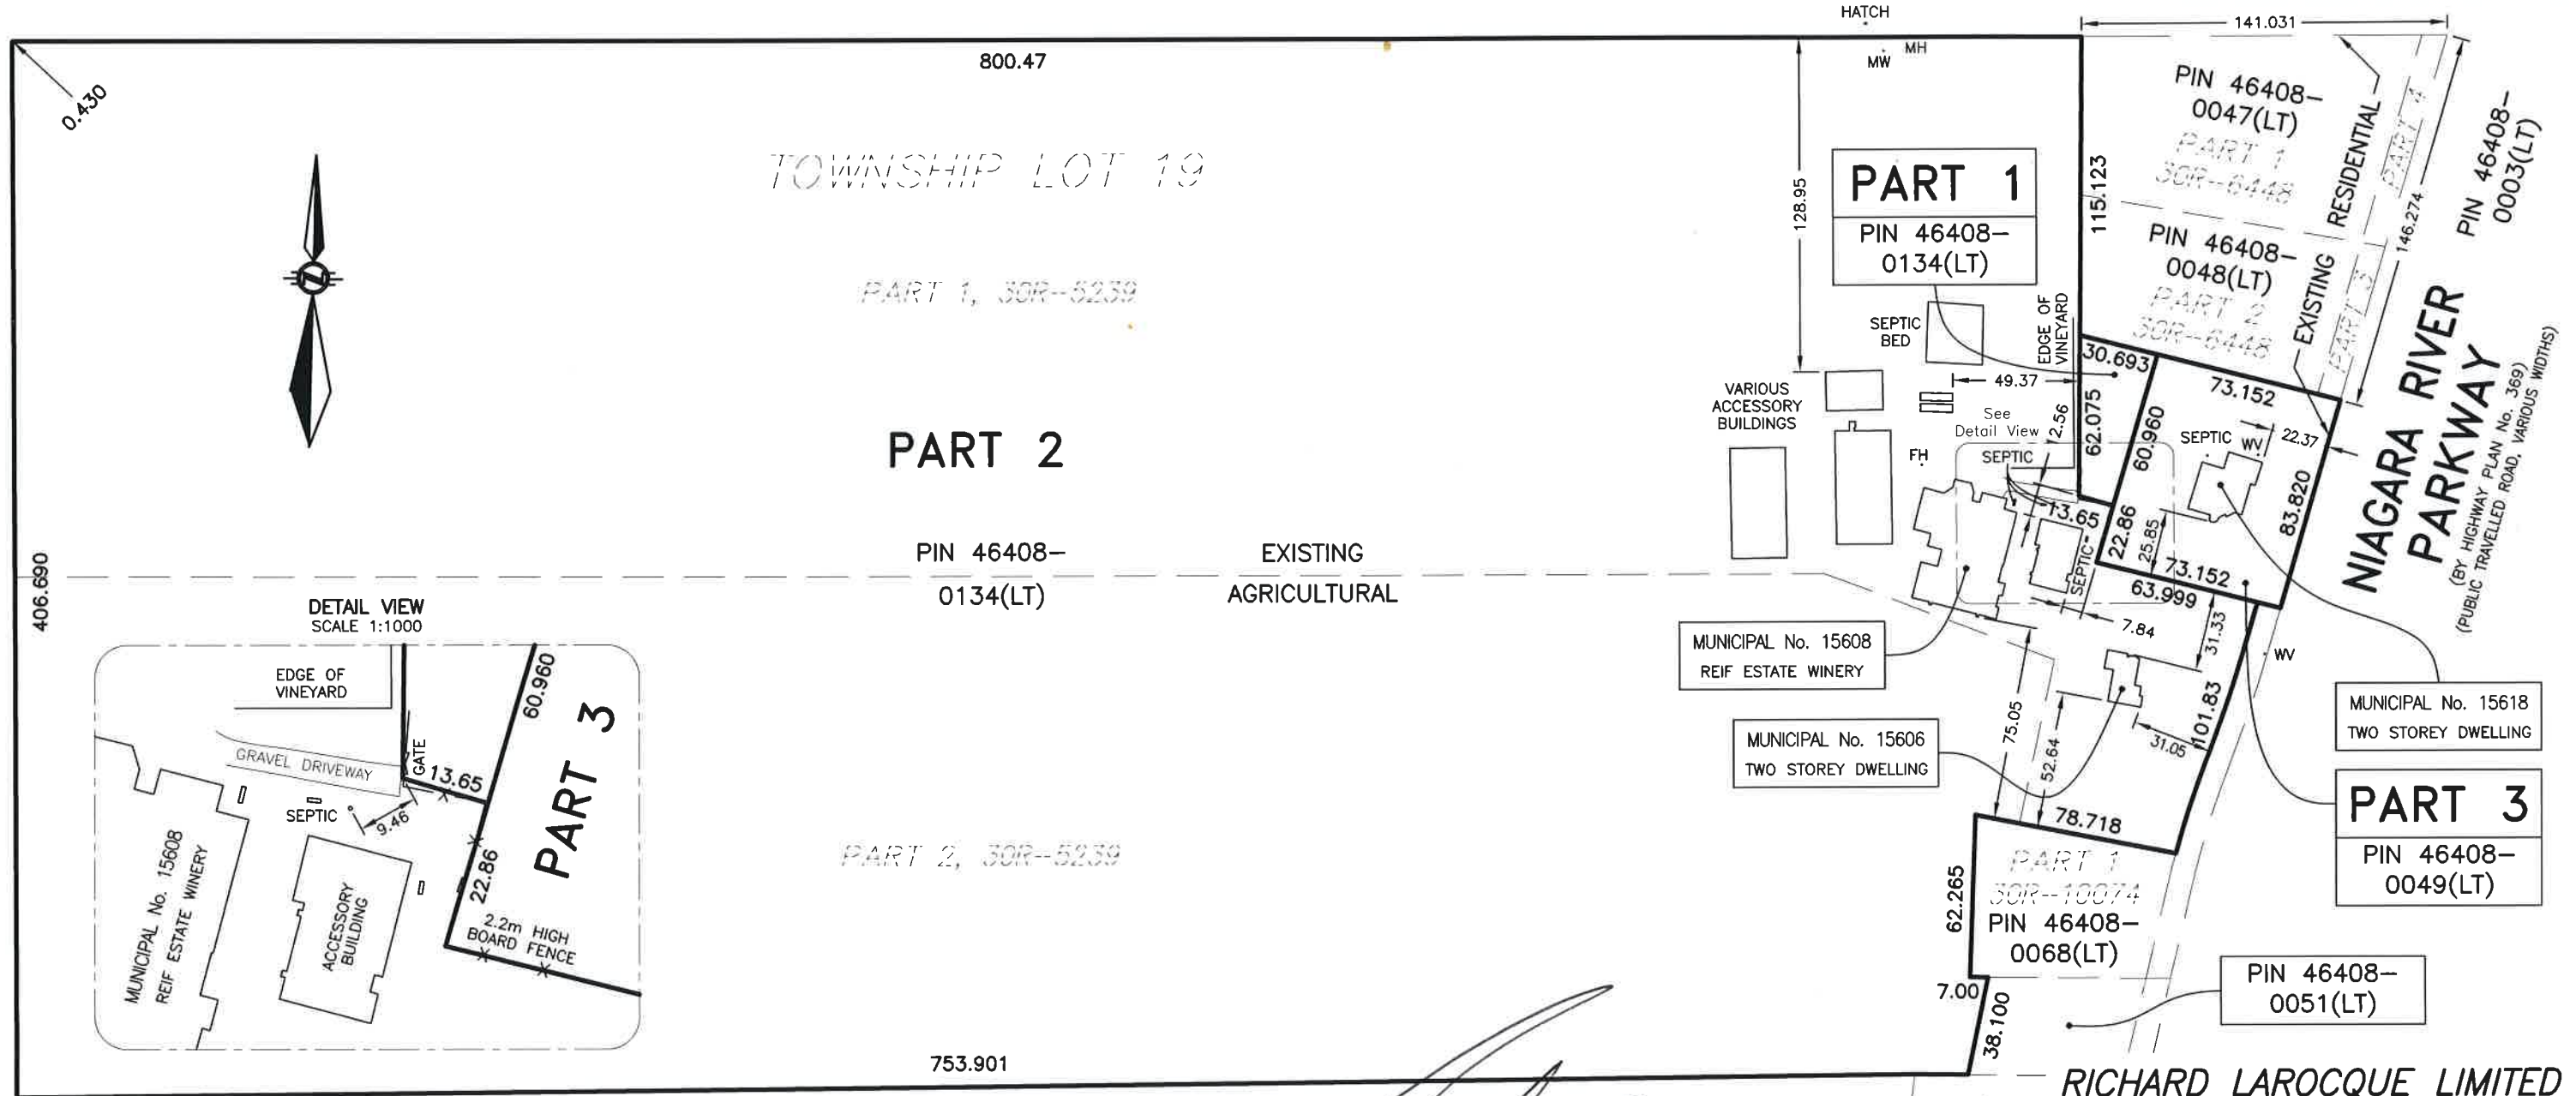 HATCH
141.031
800.47
MH
MW
0.430
PIN 46408-
0047(LT)
PART 1
30R-6448
PART 4
RESIDENTIAL
PIN 46408-
0003(LT)
TOWNSHIP LOT 19
128.95
PART 1
PIN 46408-
0134(LT)
115.123
146.274
PIN 46408-
0048(LT)
PART 2
30R-6448
EXISTING
PART 3
PART 1, 30R-5239
SEPTIC
BED
EDGE OF
VINEYARD
30.693
49.37
73.152
NIAGARA RIVER
PARKWAY
(BY HIGHWAY PLAN No. 369)
(PUBLIC TRAVELLED ROAD, VARIOUS WIDTHS)
VARIOUS
ACCESSORY
BUILDINGS
See
Detail View
12.56
62.075
60.960
SEPTIC
WV
22.37
PART 2
FH
SEPTIC
13.65
22.86
25.85
83.820
SEPTIC
73.152
63.999
PIN 46408-
0134(LT)
EXISTING
AGRICULTURAL
406.690
7.84
31.33
WV
MUNICIPAL No. 15608
REIF ESTATE WINERY
DETAIL VIEW
SCALE 1:1000
EDGE OF
VINEYARD
60.960
PART 3
GATE
GRAVEL DRIVEWAY
13.65
SEPTIC
9.46
22.86
MUNICIPAL No. 15608
REIF ESTATE WINERY
ACCESSORY
BUILDING
2.2m HIGH
BOARD FENCE
75.05
52.64
101.83
31.05
MUNICIPAL No. 15606
TWO STOREY DWELLING
MUNICIPAL No. 15618
TWO STOREY DWELLING
PART 3
PIN 46408-
0049(LT)
78.718
PART 2, 30R-5239
PART 1
30R-10074
PIN 46408-
0068(LT)
62.265
7.00
38.100
PIN 46408-
0051(LT)
753.901
RICHARD LAROCQUE LIMITED